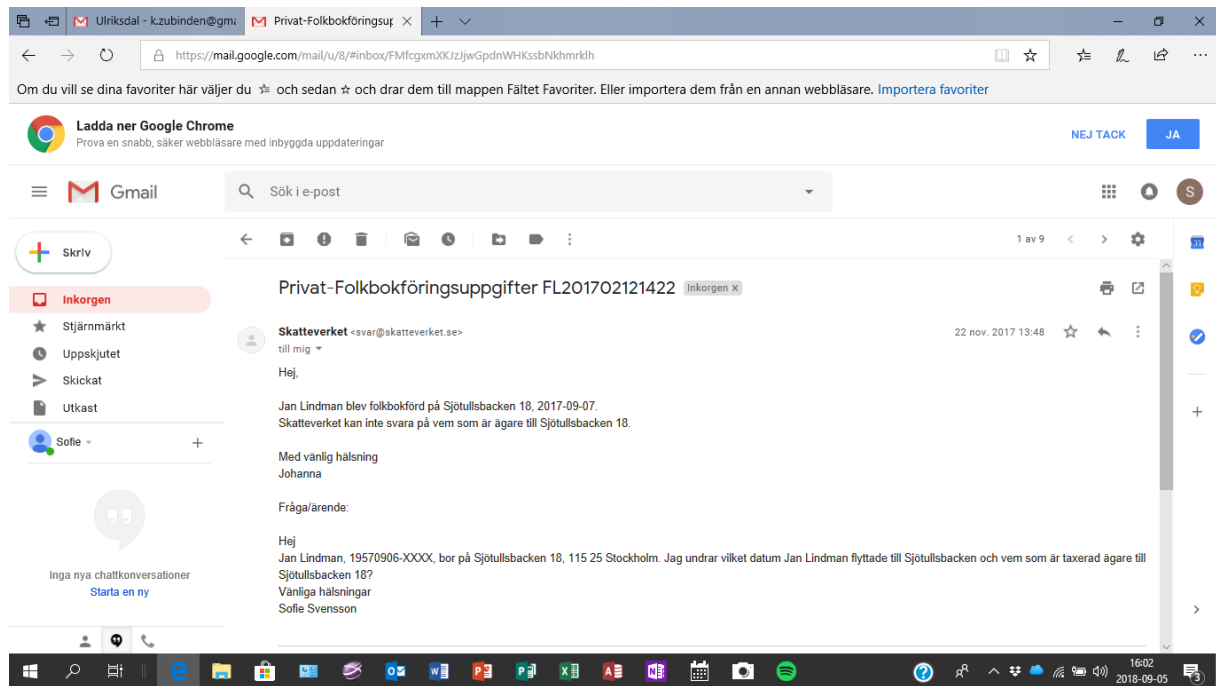 Ulriksdal - k.zubinden@gma
Privat-Folkbokföringsup
https://mail.google.com/mail/u/8/#inbox/FMfcgxmXKJzJjwGpdnWHKssbNkhmrklh
Om du vill se dina favoriter här väljer du och sedan och drar dem till mappen Fältet Favoriter. Eller importera dem från en annan webbläsare. Importera favoriter
Ladda ner Google Chrome
Prova en snabb, säker webbläsare med inbyggda uppdateringar
NEJ TACK
JA
Gmail
Sök i e-post
S
Skriv
1 av 9
31
Inkorgen
Stjärnmärkt
Uppskjutet
Skickat
Utkast
Sofie
Inga nya chattkonversationer
Starta en ny
Privat-Folkbokföringsuppgifter FL201702121422 Inkorgen x
Skatteverket <svar@skatteverket.se>
22 nov. 2017 13:48
till mig
Hej,
Jan Lindman blev folkbokförd på Sjötullsbacken 18, 2017-09-07.
Skatteverket kan inte svara på vem som är ägare till Sjötullsbacken 18.
Med vänlig hälsning
Johanna
Fråga/ärende:
Hej
Jan Lindman, 19570906-XXXX, bor på Sjötullsbacken 18, 115 25 Stockholm. Jag undrar vilket datum Jan Lindman flyttade till Sjötullsbacken och vem som är taxerad ägare till
Sjötullsbacken 18?
Vänliga hälsningar
Sofie Svensson
16:02
2018-09-05